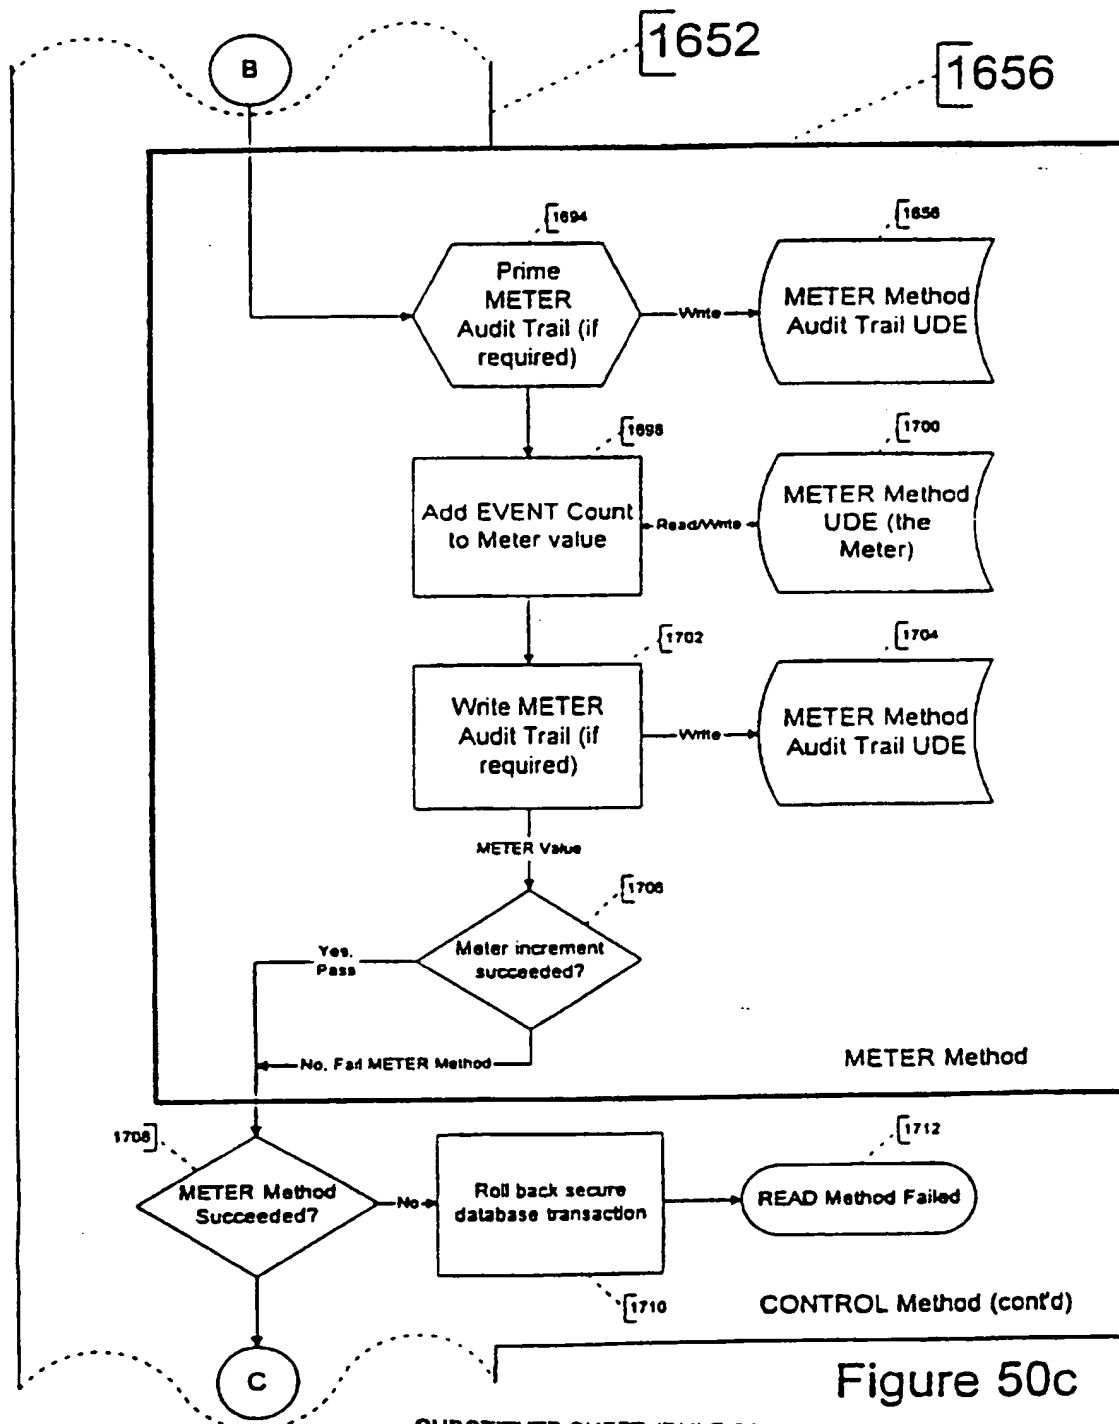 B
1652
1656
1694
Prime
METER
Audit Trail (if
required)
Write
1656
METER Method
Audit Trail UDE
1698
Add EVENT Count
to Meter value
Read/Write
1700
METER Method
UDE (the
Meter)
1702
Write METER
Audit Trail (if
required)
Write
1704
METER Method
Audit Trail UDE
METER Value
1706
Meter increment
succeeded?
Yes,
Pass
No, Fail METER Method
METER Method
1708
METER Method
Succeeded?
No
Roll back secure
database transaction
1710
1712
READ Method Failed
CONTROL Method (cont'd)
C
Figure 50c